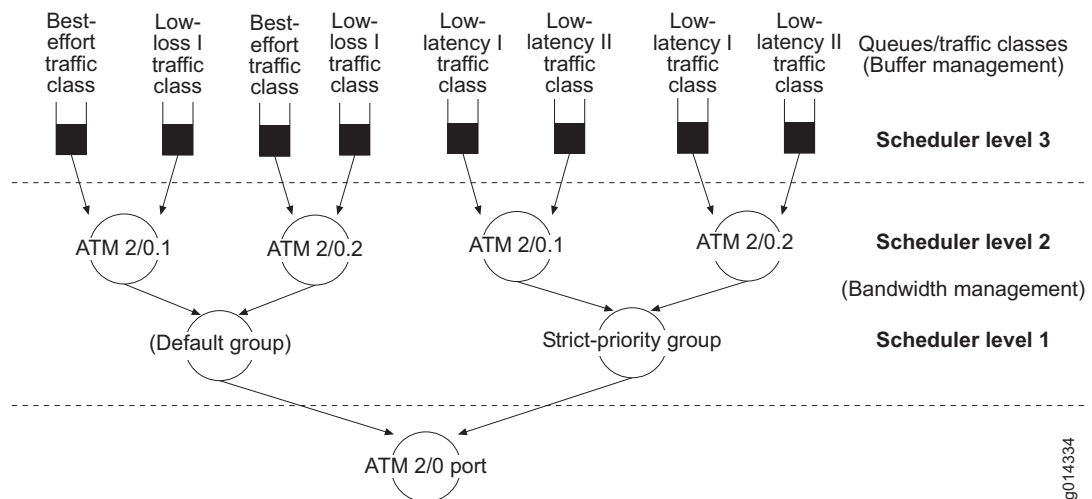 Best-
effort
traffic
class
Low-
loss I
traffic
class
Best-
effort
traffic
class
Low-
loss I
traffic
class
Low-
latency I
traffic
class
Low-
latency II
traffic
class
Low-
latency I
traffic
class
Low-
latency II
traffic
class
Queues/traffic classes
(Buffer management)
Scheduler level 3
ATM 2/0.1
ATM 2/0.2
ATM 2/0.1
ATM 2/0.2
Scheduler level 2
(Bandwidth management)
(Default group)
Strict-priority group
Scheduler level 1
ATM 2/0 port
g014334